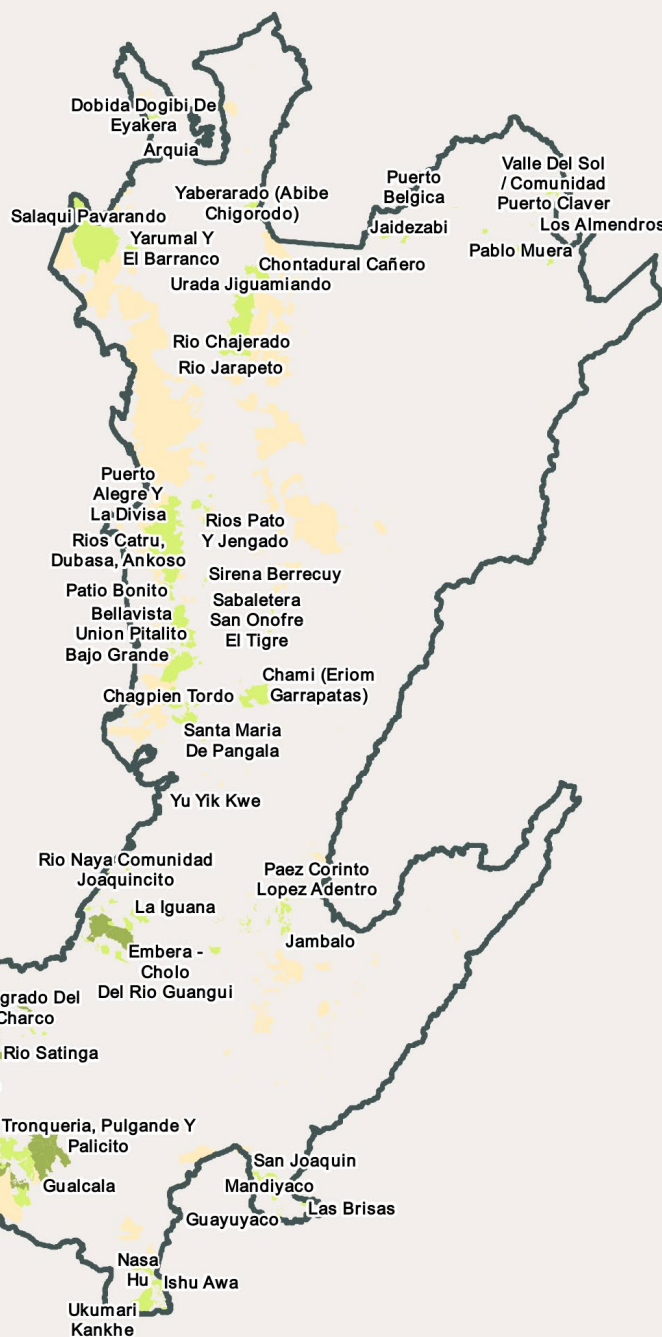 Dobida Dogibi De
Eyakera
Arquia
Yaberarado (Abibe
Chigorodo)
Puerto
Belgica
Valle Del Sol
/ Comunidad
Puerto Claver
Los Almendros
Salaqui Pavarando
Yarumal Y
El Barranco
Jaidezabi
Pablo Muera
Chontadural Cañero
Urada Jiguamiando
Rio Chajerado
Rio Jarapeto
Puerto
Alegre Y
La Divisa
Rios Pato
Y Jengado
Rios Catru,
Dubasa, Ankoso
Sirena Berrecuy
Patio Bonito
Sabaletera
San Onofre
El Tigre
Bellavista
Union Pitalito
Bajo Grande
Chami (Eriom
Garrapatas)
Chagpien Tordo
Santa Maria
De Pangala
Yu Yik Kwe
Rio Naya Comunidad
Joaquincito
Paez Corinto
Lopez Adentro
La Iguana
Jambalo
Embera -
Cholo
Del Rio Guangui
grado Del
Charco
Rio Satinga
Tronqueria, Pulgande Y
Palicito
San Joaquin
Gualcala
Mandiyaco
Las Brisas
Guayuyaco
Nasa
Hu
Ishu Awa
Ukumari
Kankhe